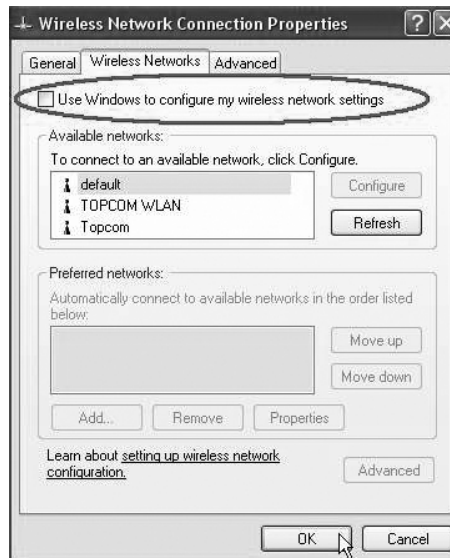 Wireless Network Connection Properties
General Wireless Networks Advanced
Use Windows to configure my wireless network settings
Available networks:
To connect to an available network, click Configure.
default
TOPCOM WLAN
Topcom
Configure
Refresh
Preferred networks:
Automatically connect to available networks in the order listed
below:
Move up
Move down
Add... Remove Properties
Learn about setting up wireless network
configuration.
Advanced
OK Cancel